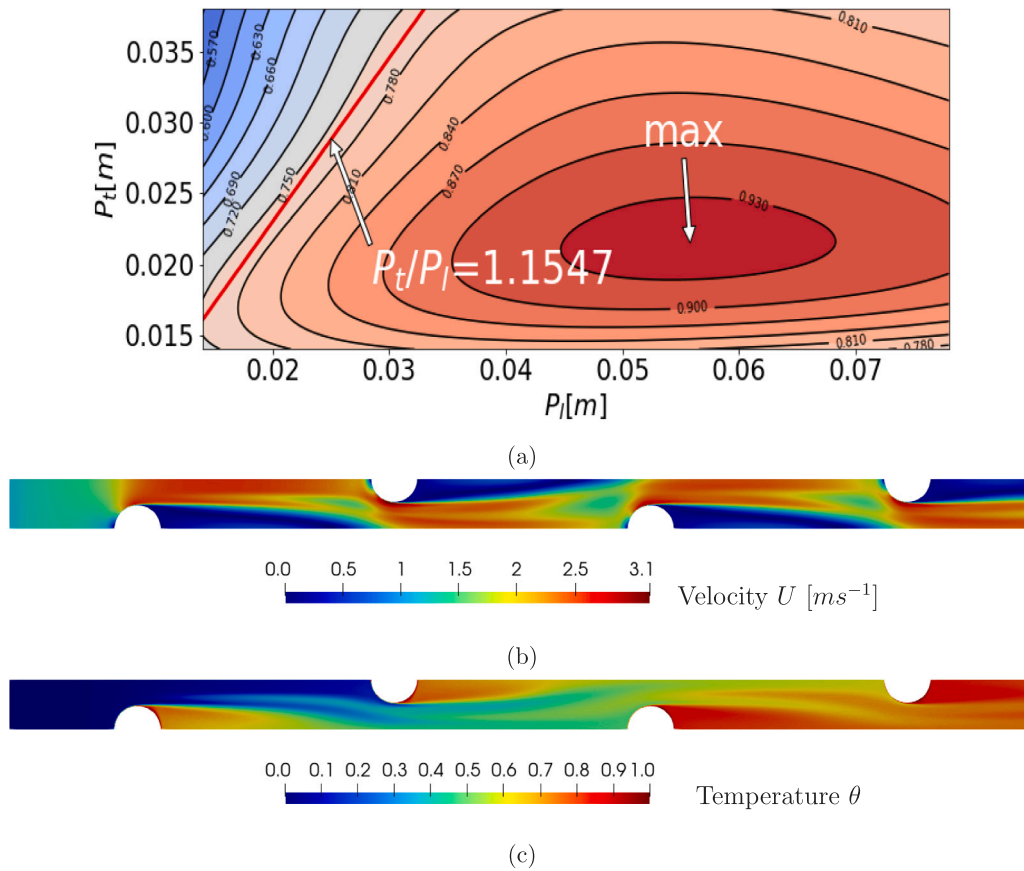 0.810
0.035
0.570
0.630
0.660
0.780
0.030
0.600
0.840
max
P_t[m]
0.025
0.690
0.750
0.810
0.870
0.930
0.720
0.020
P_t/P_l=1.1547
0.015
0.900
0.810
0.780
0.02 0.03 0.04 0.05 0.06 0.07
P_l[m]
(a)
0.0 0.5 1 1.5 2 2.5 3.1
Velocity U [ms⁻¹]
(b)
0.0 0.1 0.2 0.3 0.4 0.5 0.6 0.7 0.8 0.9 1.0
Temperature θ
(c)